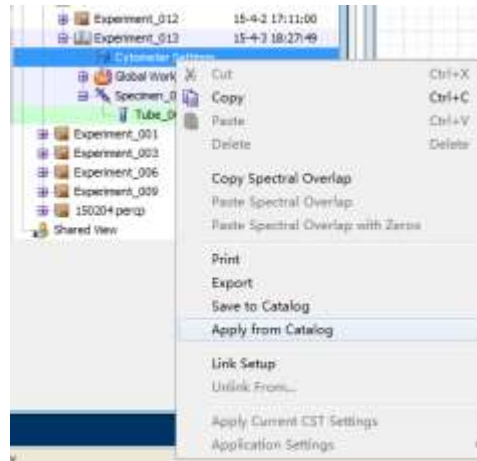 Experiment_012 15-4-2 17:11:00
Experiment_013 15-4-3 18:27:49
Cytometer Settings
Global Work
Specimen_0
Tube_0
Experiment_001
Experiment_003
Experiment_006
Experiment_009
150204 percp
Shared View
Cut Ctrl+X
Copy Ctrl+C
Paste Ctrl+V
Delete Delete
Copy Spectral Overlap
Paste Spectral Overlap
Paste Spectral Overlap with Zeros
Print
Export
Save to Catalog
Apply from Catalog
Link Setup
Unlink From...
Apply Current CST Settings
Application Settings